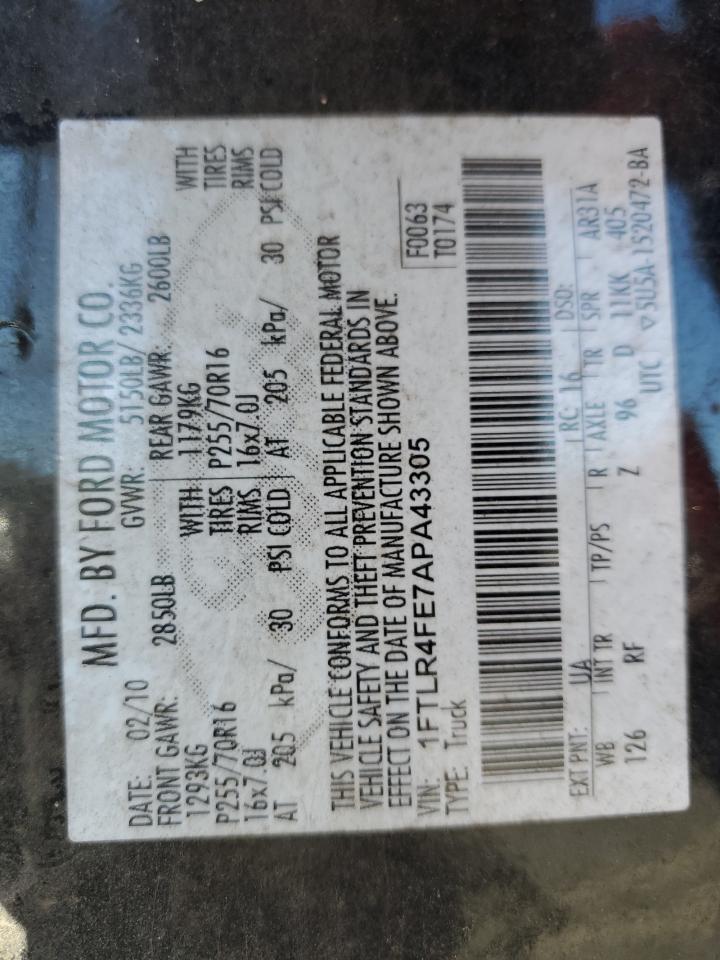 MFD. BY FORD MOTOR CO.
DATE: 02/10 GVWR: 5150LB/ 2336KG
FRONT GAWR: 2850LB REAR GAWR: 2600LB
1293KG WITH 1179KG WITH
P255/70R16 TIRES P255/70R16 TIRES
16x7.0J RIMS 16x7.0J RIMS
AT 205 kPa/ 30 PSI COLD AT 205 kPa/ 30 PSI COLD
THIS VEHICLE CONFORMS TO ALL APPLICABLE FEDERAL MOTOR
VEHICLE SAFETY AND THEFT PREVENTION STANDARDS IN
EFFECT ON THE DATE OF MANUFACTURE SHOWN ABOVE.
VIN: 1FTLR4FE7APA43305 F0063
TYPE: Truck T0174
EXT PNT: UA RC: 16 DSO:
WB INT TR TP/PS R AXLE TR SPR AR31A
126 RF Z 96 D 11KK 405
UTC ▽5U5A-1520472-BA